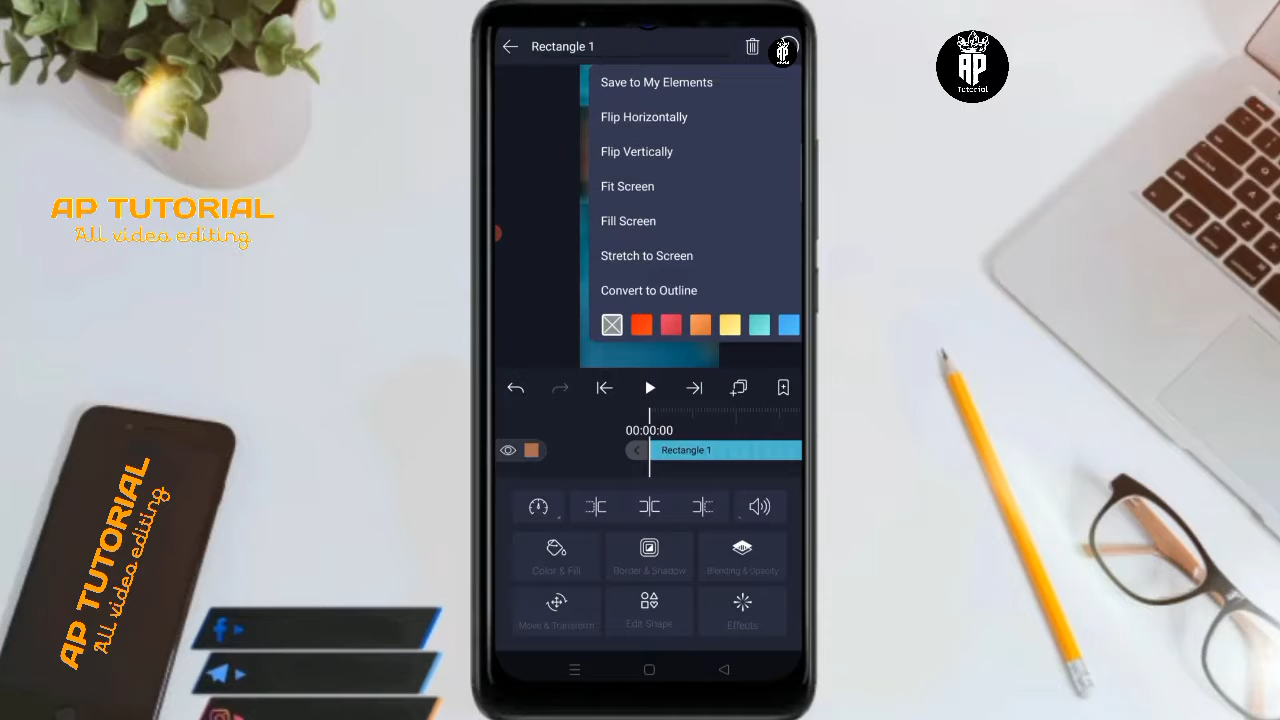 Rectangle 1
AP
Save to My Elements
AP
Tutorial
Flip Horizontally
Flip Vertically
Fit Screen
AP TUTORIAL
All video editing
Fill Screen
Stretch to Screen
Convert to Outline
00:00:00
Rectangle 1
AP TUTORIAL
All video editing
Color & Fill
Border & Shadow
Blending & Opacity
Move & Transform
Edit Shape
Effects